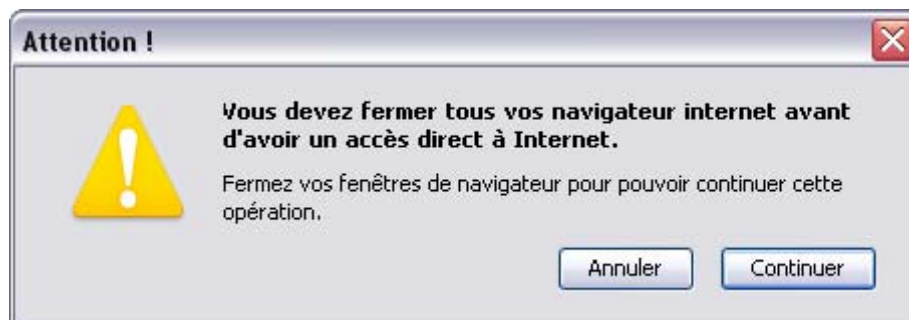 Attention !
Vous devez fermer tous vos navigateur internet avant
d'avoir un accès direct à Internet.
Fermez vos fenêtres de navigateur pour pouvoir continuer cette
opération.
Annuler Continuer